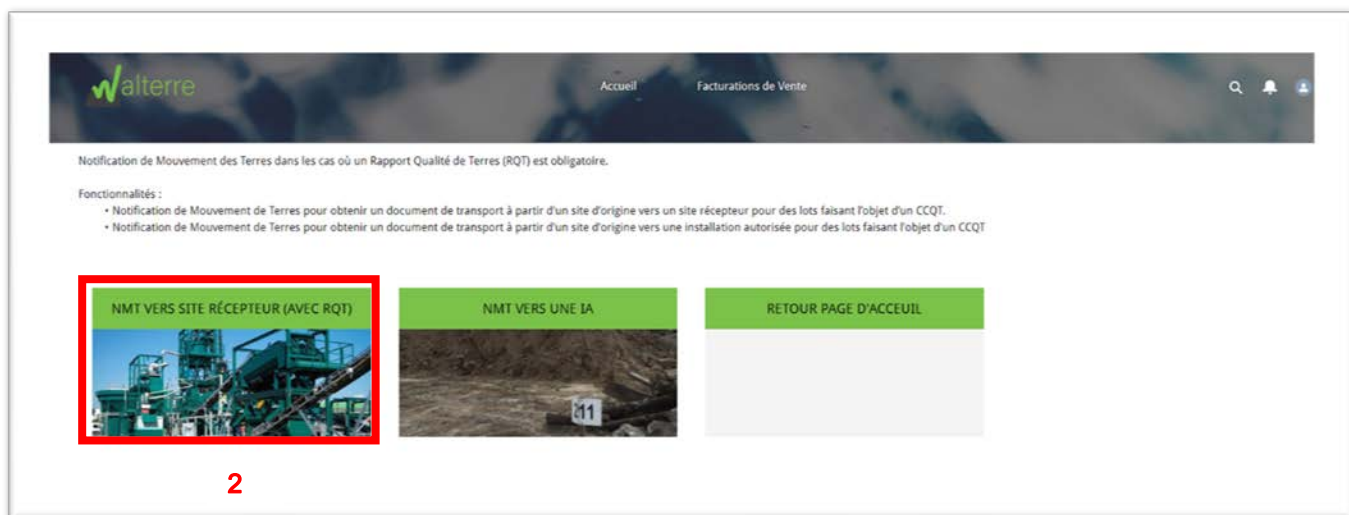 Walterre
Accueil Facturations de Vente
Notification de Mouvement des Terres dans les cas où un Rapport Qualité de Terres (RQT) est obligatoire.
Fonctionnalités :
• Notification de Mouvement de Terres pour obtenir un document de transport à partir d'un site d'origine vers un site récepteur pour des lots faisant l'objet d'un CCQT.
• Notification de Mouvement de Terres pour obtenir un document de transport à partir d'un site d'origine vers une installation autorisée pour des lots faisant l'objet d'un CCQT
NMT VERS SITE RÉCEPTEUR (AVEC RQT) NMT VERS UNE IA RETOUR PAGE D'ACCEUIL
211
2